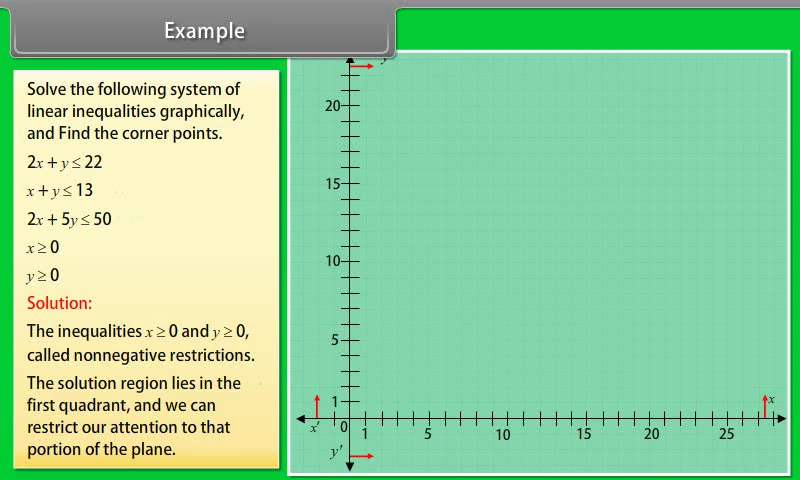 Example
Solve the following system of
linear inequalities graphically,
and Find the corner points.
2x + y ≤ 22
x + y ≤ 13
2x + 5y ≤ 50
x ≥ 0
y ≥ 0
Solution:
The inequalities x ≥ 0 and y ≥ 0,
called nonnegative restrictions.
The solution region lies in the
first quadrant, and we can
restrict our attention to that
portion of the plane.
y
20
15
10
5
1
x
x′ 0 1 5 10 15 20 25
y′